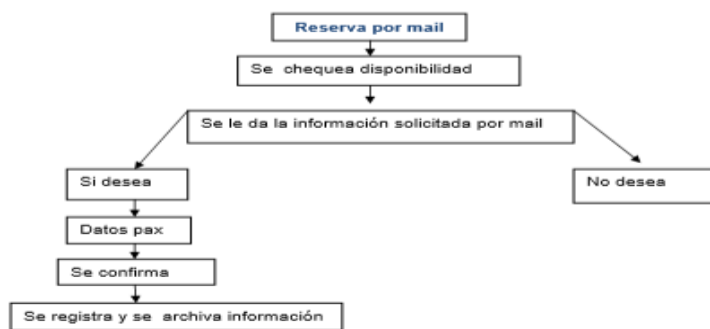 Reserva por mail
Se chequea disponibilidad
Se le da la información solicitada por mail
Si desea
No desea
Datos pax
Se confirma
Se registra y se archiva información